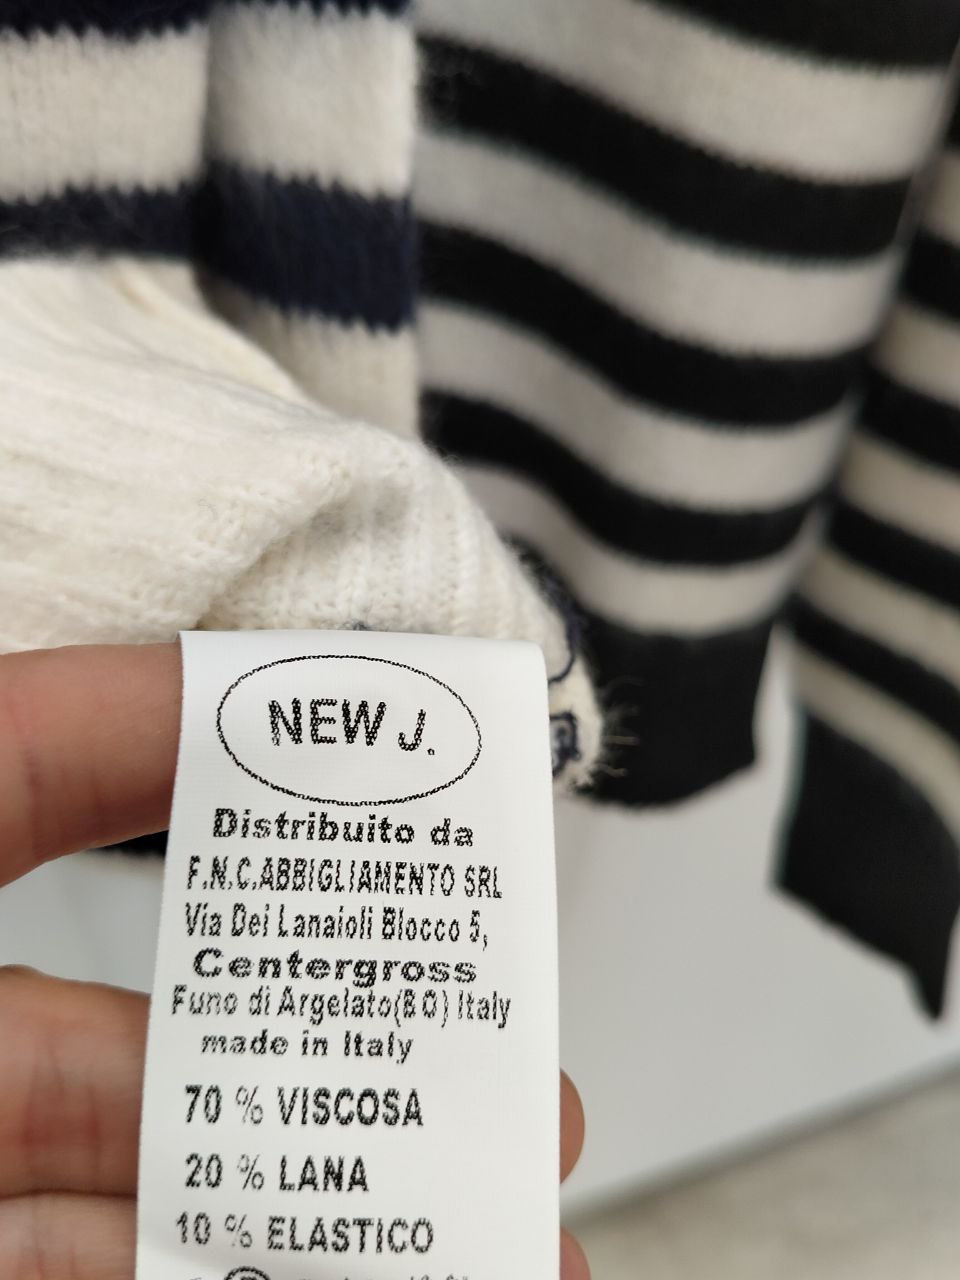 NEW J.
Distribuito da
F.N.C.ABBIGLIAMENTO SRL
Via Dei Lanaioli Blocco 5,
Centergross
Funo di Argelato(BO) Italy
made in Italy
70 % VISCOSA
20 % LANA
10 % ELASTICO